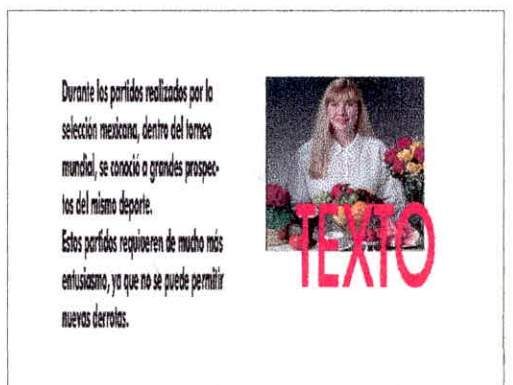 Durante los partidos realizados por la
selección mexicana, dentro del torneo
mundial, se conoció a grandes prospec-
tos del mismo deporte.
Estos partidos requiueren de mucho más
entusiasmo, ya que no se puede permitir
nuevas derrotas.
TEXTO